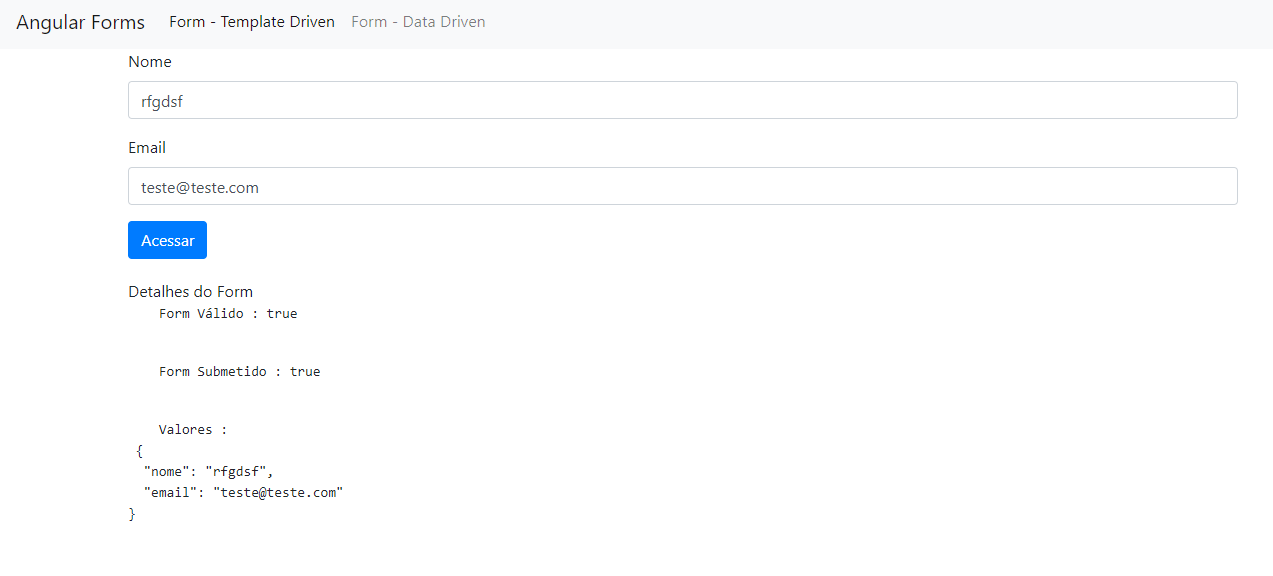 Angular Forms Form - Template Driven Form - Data Driven
Nome
rfgdsf
Email
teste@teste.com
Acessar
Detalhes do Form
Form Válido : true
Form Submetido : true
Valores :
{
"nome": "rfgdsf",
"email": "teste@teste.com"
}